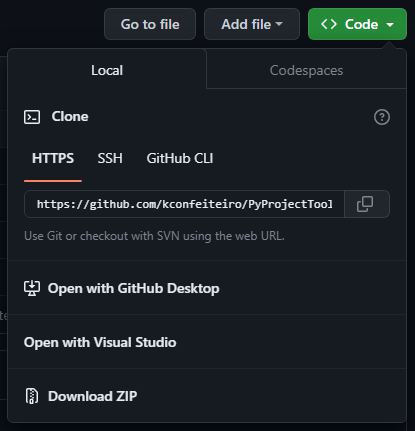 Go to file Add file <> Code
Local Codespaces
Clone
HTTPS SSH GitHub CLI
https://github.com/kconfeiteiro/PyProjectTool
Use Git or checkout with SVN using the web URL.
Open with GitHub Desktop
Open with Visual Studio
Download ZIP